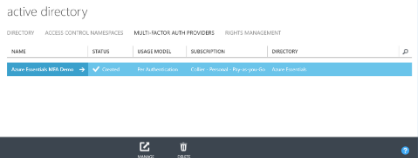 active directory
DIRECTORY ACCESS CONTROL NAMESPACES MULTI-FACTOR AUTH PROVIDERS RIGHTS MANAGEMENT
NAME STATUS USAGE MODEL SUBSCRIPTION DIRECTORY
Azure Essentials MFA Demo → ✓ Created Per Authentication Collier - Personal - Pay-as-you-Go Azure Essentials
MANAGE DELETE
?